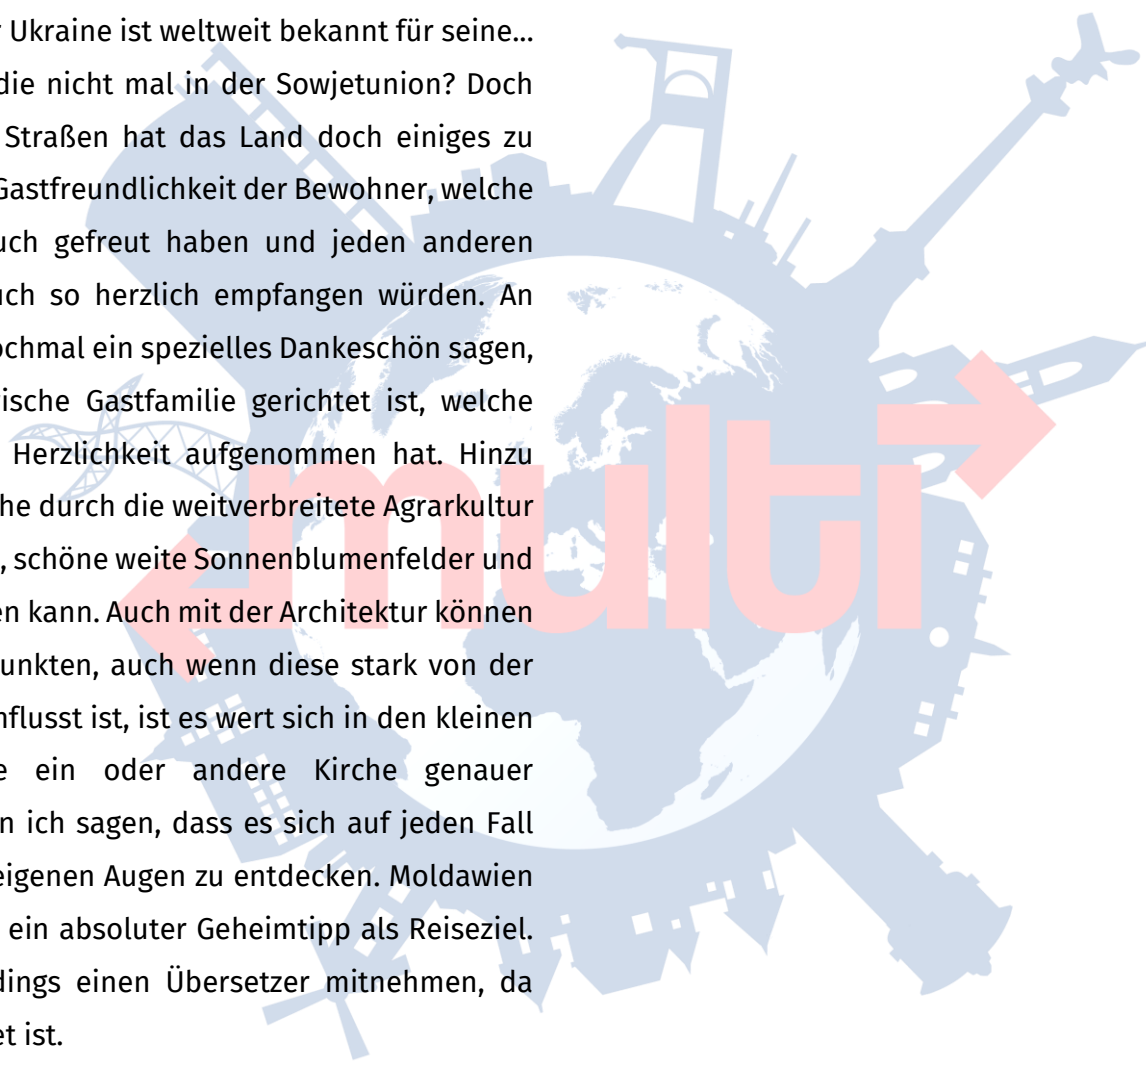 Ukraine ist weltweit bekannt für seine...
die nicht mal in der Sowjetunion? Doch
Straßen hat das Land doch einiges zu
Gastfreundlichkeit der Bewohner, welche
uch gefreut haben und jeden anderen
uch so herzlich empfangen würden. An
ochmal ein spezielles Dankeschön sagen,
ische Gastfamilie gerichtet ist, welche
Herzlichkeit aufgenommen hat. Hinzu
he durch die weitverbreitete Agrarkultur
, schöne weite Sonnenblumenfelder und
en kann. Auch mit der Architektur können
unkten, auch wenn diese stark von der
nflusst ist, ist es wert sich in den kleinen
e ein oder andere Kirche genauer
n ich sagen, dass es sich auf jeden Fall
eigenen Augen zu entdecken. Moldawien
ein absoluter Geheimtipp als Reiseziel.
dings einen Übersetzer mitnehmen, da
et ist.
multi